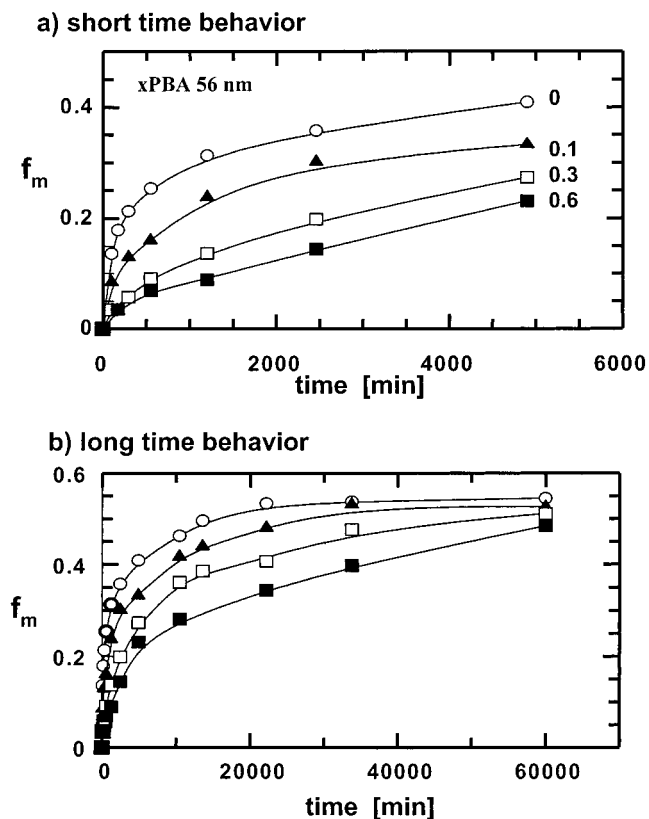 a) short time behavior
xPBA 56 nm
0
0.4
0.1
fm
0.3
0.2
0.6
0
0 2000 4000 6000
time [min]
b) long time behavior
0.6
0.4
fm
0.2
0
0 20000 40000 60000
time [min]